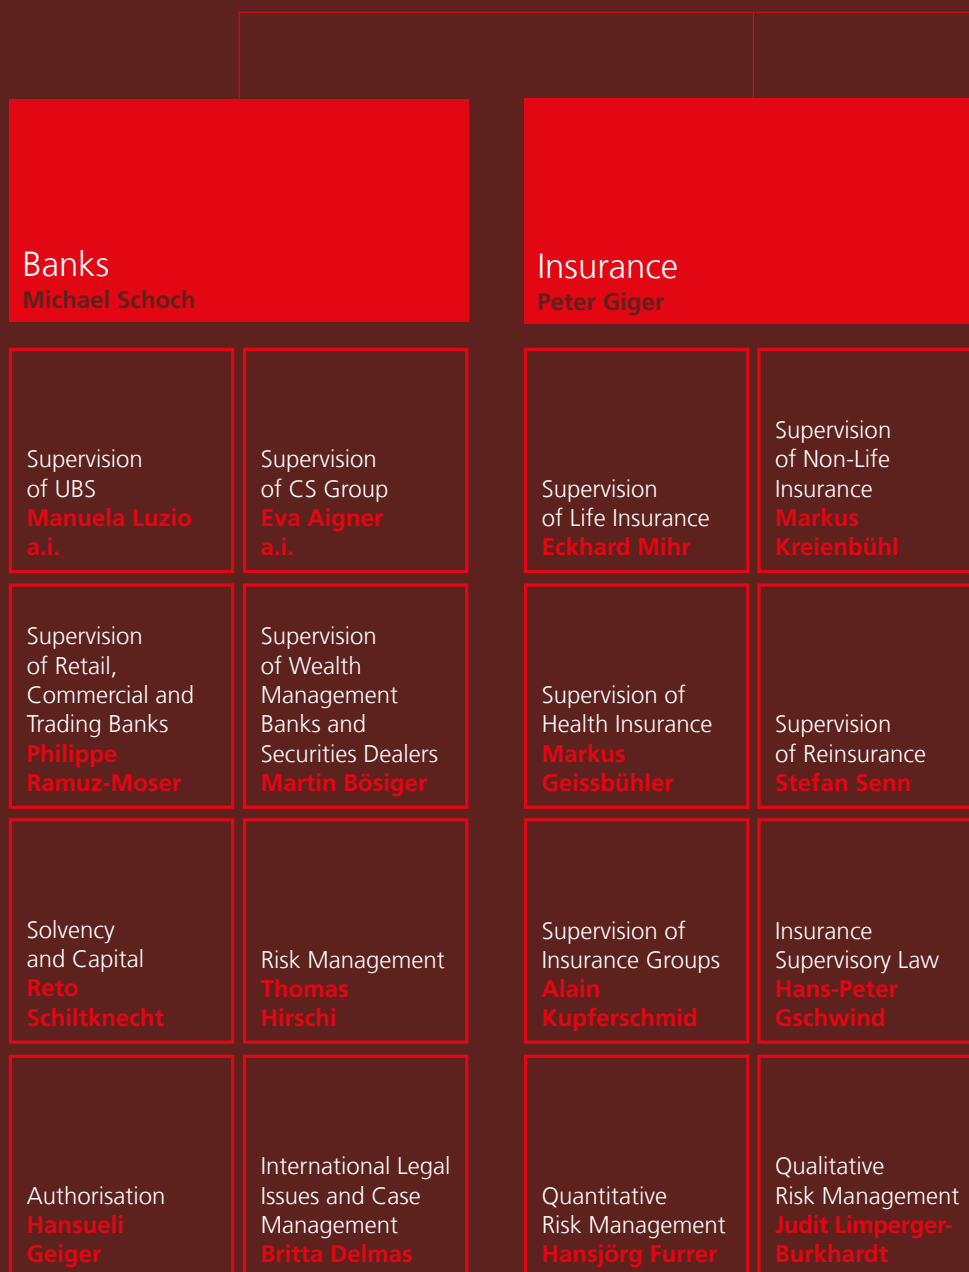 Banks
Michael Schoch
Supervision
of UBS
Manuela Luzio
a.i.
Supervision
of CS Group
Eva Aigner
a.i.
Supervision
of Retail,
Commercial and
Trading Banks
Philippe
Ramuz-Moser
Supervision
of Wealth
Management
Banks and
Securities Dealers
Martin Bösiger
Solvency
and Capital
Reto
Schiltknecht
Risk Management
Thomas
Hirschi
Authorisation
Hansueli
Geiger
International Legal
Issues and Case
Management
Britta Delmas
Insurance
Peter Giger
Supervision
of Life Insurance
Eckhard Mihr
Supervision
of Non-Life
Insurance
Markus
Kreienbühl
Supervision of
Health Insurance
Markus
Geissbühler
Supervision
of Reinsurance
Stefan Senn
Supervision of
Insurance Groups
Alain
Kupferschmid
Insurance
Supervisory Law
Hans-Peter
Gschwind
Quantitative
Risk Management
Hansjörg Furrer
Qualitative
Risk Management
Judit Limperger-
Burkhardt